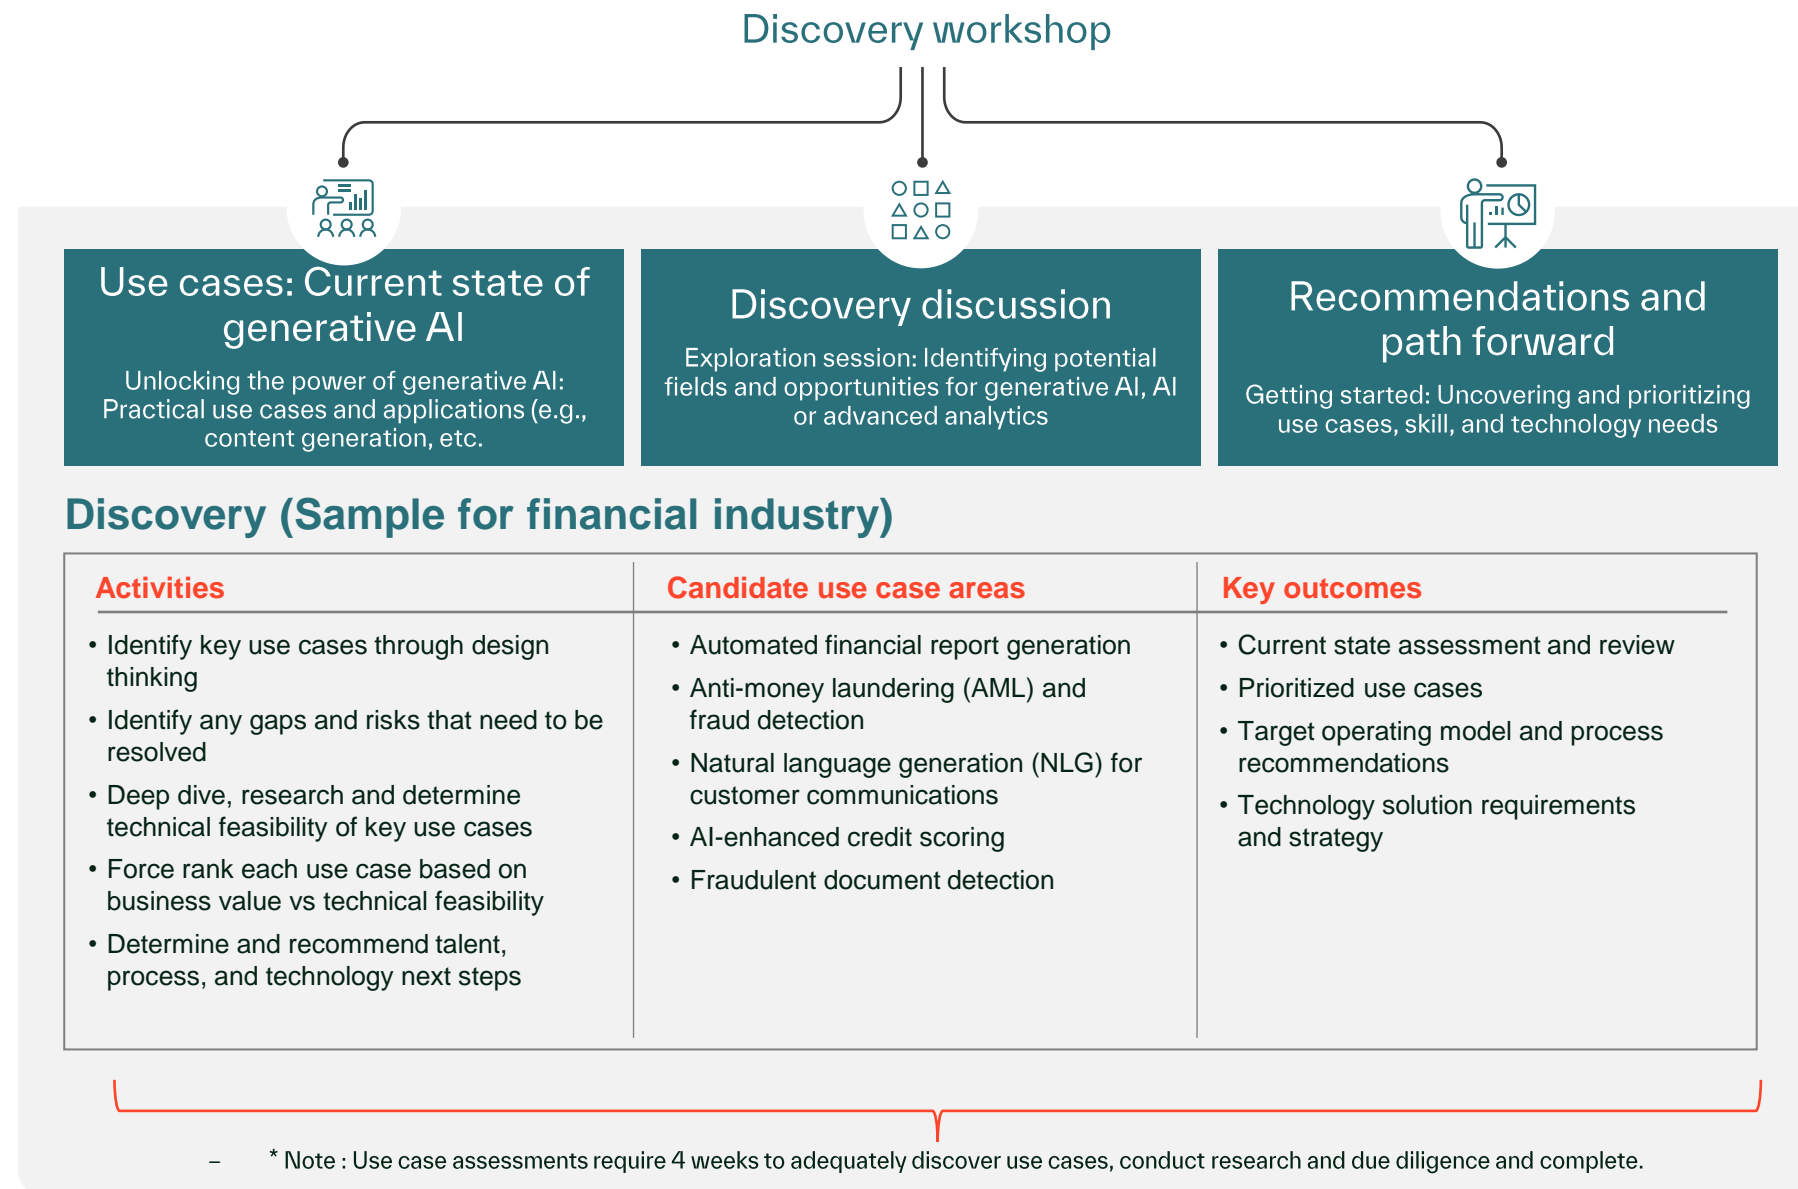 Discovery workshop
Use cases: Current state of
generative AI
Unlocking the power of generative AI:
Practical use cases and applications (e.g.,
content generation, etc.
Discovery discussion
Exploration session: Identifying potential
fields and opportunities for generative AI, AI
or advanced analytics
Recommendations and
path forward
Getting started: Uncovering and prioritizing
use cases, skill, and technology needs
Discovery (Sample for financial industry)
Activities
• Identify key use cases through design
thinking
• Identify any gaps and risks that need to be
resolved
• Deep dive, research and determine
technical feasibility of key use cases
• Force rank each use case based on
business value vs technical feasibility
• Determine and recommend talent,
process, and technology next steps
Candidate use case areas
• Automated financial report generation
• Anti-money laundering (AML) and
fraud detection
• Natural language generation (NLG) for
customer communications
• AI-enhanced credit scoring
• Fraudulent document detection
Key outcomes
• Current state assessment and review
• Prioritized use cases
• Target operating model and process
recommendations
• Technology solution requirements
and strategy
– * Note : Use case assessments require 4 weeks to adequately discover use cases, conduct research and due diligence and complete.